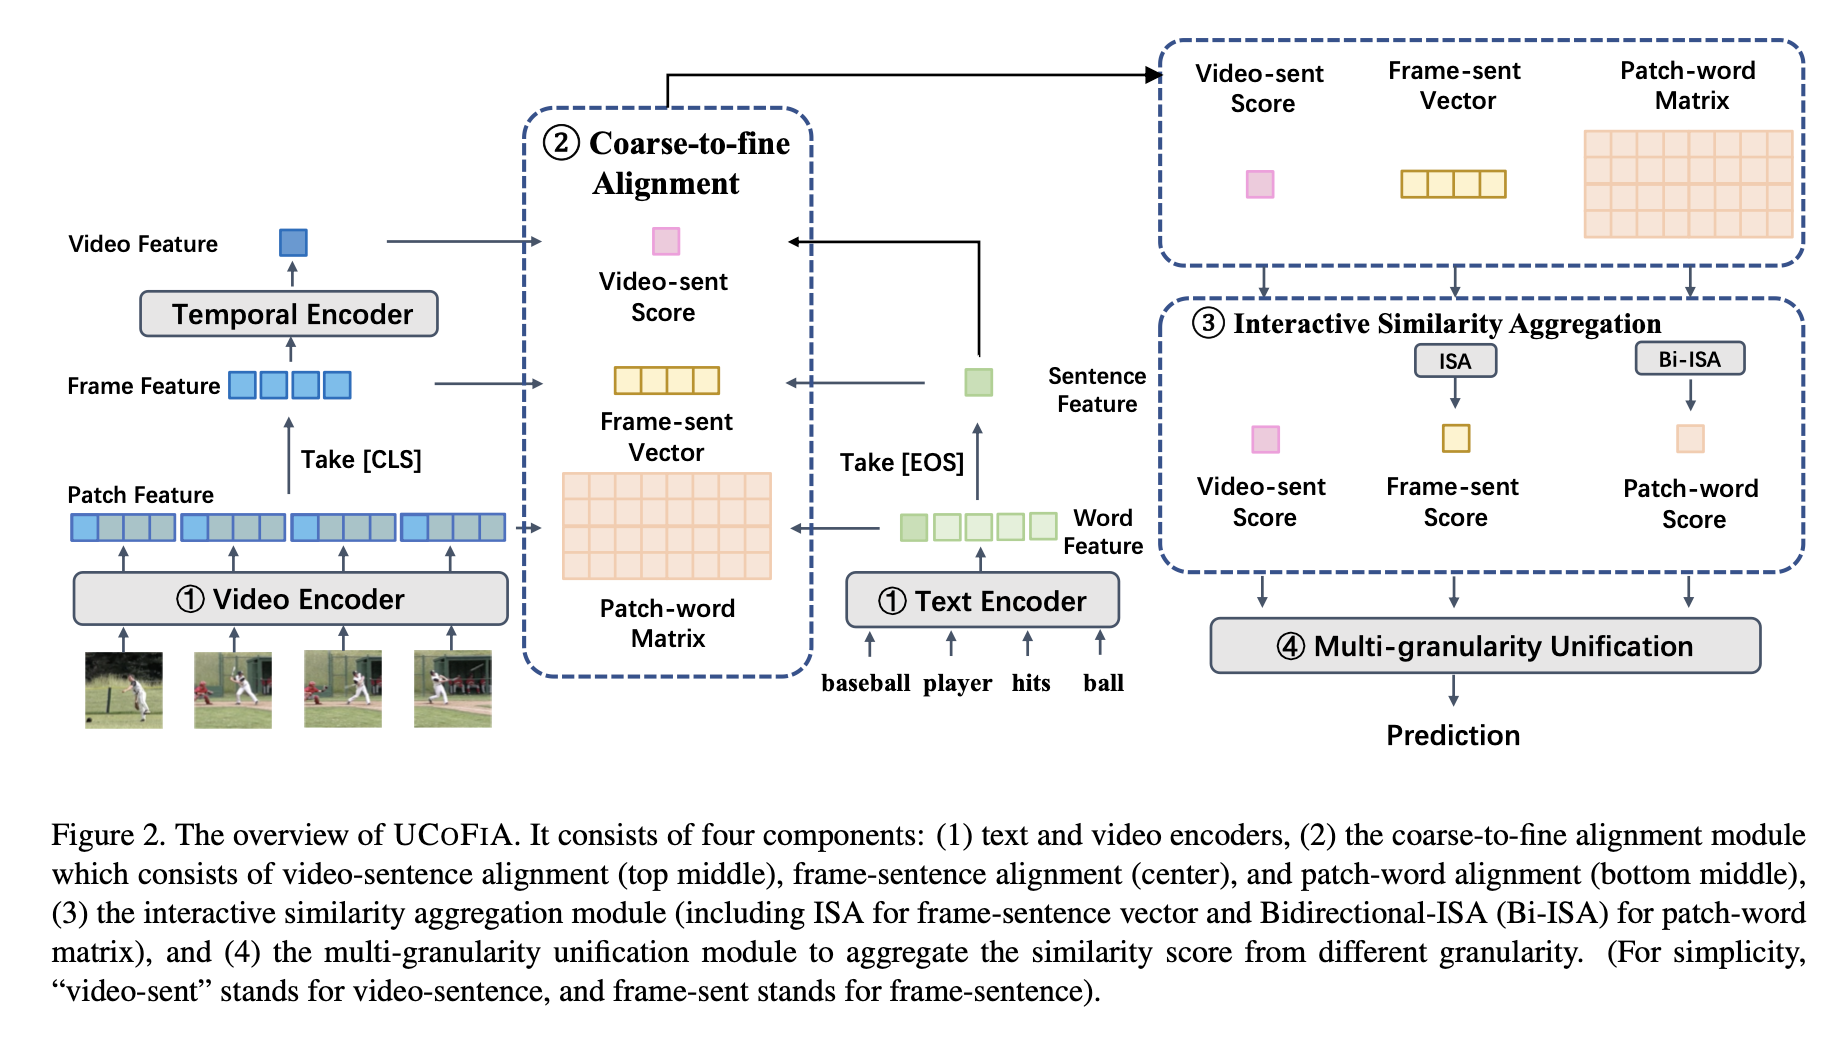 Video-sent
Score
Frame-sent
Vector
Patch-word
Matrix
② Coarse-to-fine
Alignment
Video Feature
Video-sent
Score
Temporal Encoder
③ Interactive Similarity Aggregation
ISA
Bi-ISA
Frame Feature
Frame-sent
Vector
Sentence
Feature
Take [CLS]
Take [EOS]
Video-sent
Score
Frame-sent
Score
Patch-word
Score
Patch Feature
Word
Feature
① Video Encoder
Patch-word
Matrix
① Text Encoder
baseball player hits ball
④ Multi-granularity Unification
Prediction
Figure 2. The overview of UCOFIA. It consists of four components: (1) text and video encoders, (2) the coarse-to-fine alignment module
which consists of video-sentence alignment (top middle), frame-sentence alignment (center), and patch-word alignment (bottom middle),
(3) the interactive similarity aggregation module (including ISA for frame-sentence vector and Bidirectional-ISA (Bi-ISA) for patch-word
matrix), and (4) the multi-granularity unification module to aggregate the similarity score from different granularity. (For simplicity,
“video-sent” stands for video-sentence, and frame-sent stands for frame-sentence).